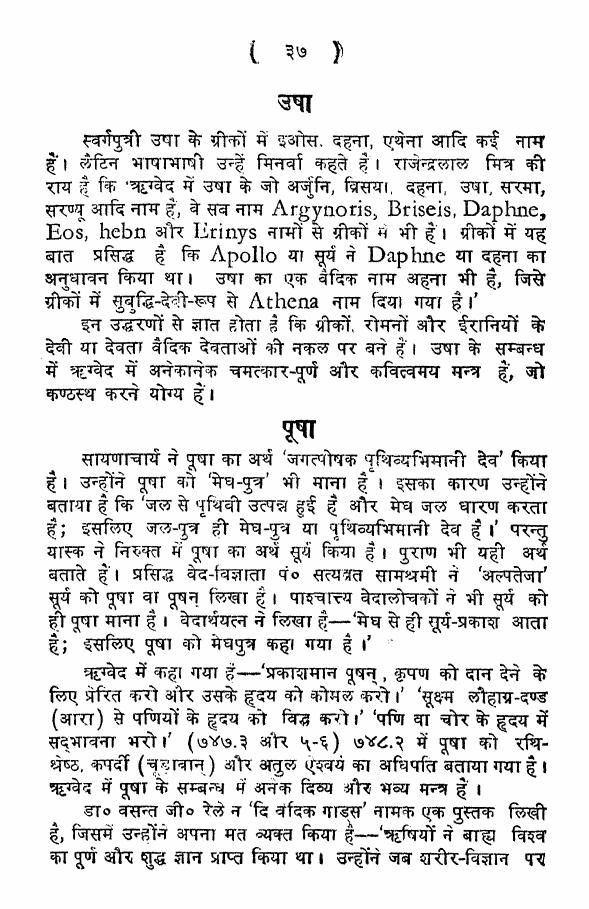 ( ३७ )
उषा
स्वर्गपुत्री उषा के ग्रीकों में इओस. दहना, एथेना आदि कई नाम
हैं। लैटिन भाषाभाषी उन्हें मिनर्वा कहते हैं। राजेन्द्रलाल मित्र की
राय है कि 'ऋग्वेद में उषा के जो अर्जुनि, व्रिसया. दहना, उषा, सरमा,
सरण्यू आदि नाम हैं, वे सब नाम Argynoris, Briseis, Daphne,
Eos, hebn और Erinys नामों से ग्रीकों में भी हैं। ग्रीकों में यह
बात प्रसिद्ध है कि Apollo या सूर्य ने Daphne या दहना का
अनुधावन किया था। उषा का एक वैदिक नाम अहना भी है, जिसे
ग्रीकों में सुबुद्धि-देवी-रूप से Athena नाम दिया गया है।'
इन उद्धरणों से ज्ञात होता है कि ग्रीकों, रोमनों और ईरानियों के
देवी या देवता वैदिक देवताओं की नकल पर बने हैं। उषा के सम्बन्ध
में ऋग्वेद में अनेकानेक चमत्कार-पूर्ण और कवित्वमय मन्त्र हैं, जो
कण्ठस्थ करने योग्य हैं।
पूषा
सायणाचार्य ने पूषा का अर्थ 'जगत्पोषक पृथिव्यभिमानी देव' किया
है। उन्होंने पूषा को 'मेघ-पुत्र' भी माना है। इसका कारण उन्होंने
बताया है कि 'जल से पृथिवी उत्पन्न हुई है और मेघ जल धारण करता
है; इसलिए जल-पुत्र ही मेघ-पुत्र या पृथिव्यभिमानी देव है।' परन्तु
यास्क ने निरुक्त में पूषा का अर्थ सूर्य किया है। पुराण भी यही अर्थ
बताते हैं। प्रसिद्ध वेद-विज्ञाता पं० सत्यव्रत सामश्रमी ने 'अल्पतेजा'
सूर्य को पूषा वा पूषन् लिखा है। पाश्चात्त्य वेदालोचकों ने भी सूर्य को
ही पूषा माना है। वेदार्थयत्न ने लिखा है—'मेघ से ही सूर्य-प्रकाश आता
है; इसलिए पूषा को मेघपुत्र कहा गया है।'
ऋग्वेद में कहा गया है—'प्रकाशमान पूषन्, कृपण को दान देने के
लिए प्रेरित करो और उसके हृदय को कोमल करो।' 'सूक्ष्म लौहाग्र-दण्ड
(आरा) से पणियों के हृदय को विद्ध करो।' 'पणि वा चोर के हृदय में
सद्भावना भरो।' (७४७.३ और ५-६) ७४८.२ में पूषा को रथि-
श्रेष्ठ, कपर्दी (चूडावान्) और अतुल ऐश्वर्य का अधिपति बताया गया है।
ऋग्वेद में पूषा के सम्बन्ध में अनेक दिव्य और भव्य मन्त्र हैं।
डा० वसन्त जी० रेले ने 'दि वैदिक गाड्स' नामक एक पुस्तक लिखी
है, जिसमें उन्होंने अपना मत व्यक्त किया है—'ऋषियों ने बाह्य विश्व
का पूर्ण और शुद्ध ज्ञान प्राप्त किया था। उन्होंने जब शरीर-विज्ञान पर